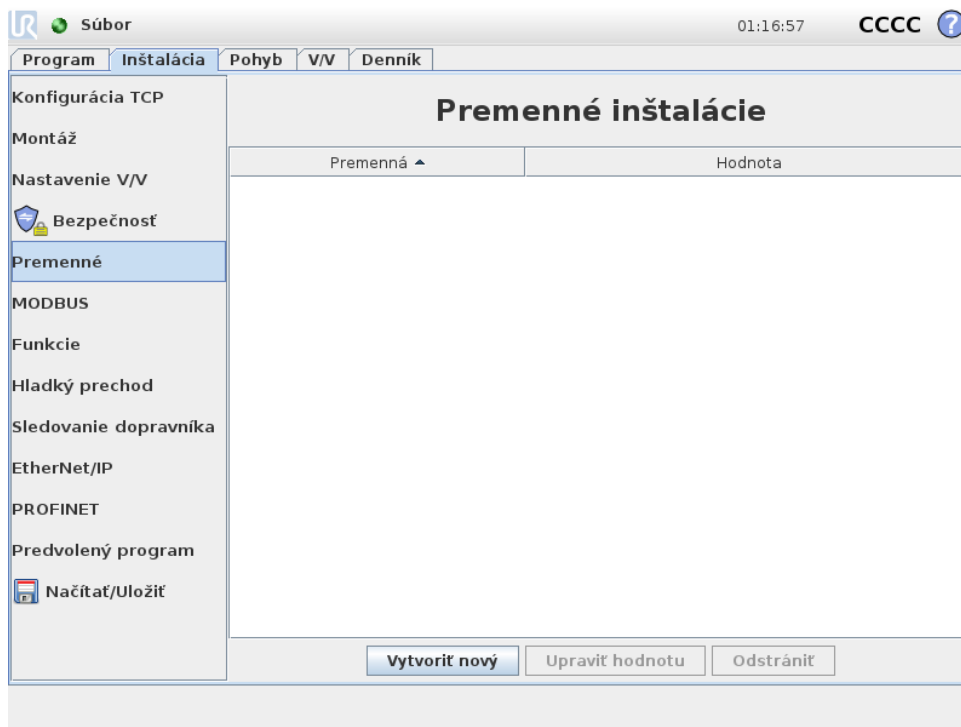 UR Súbor 01:16:57 CCCC ?
Program Inštalácia Pohyb V/V Denník
Konfigurácia TCP
Montáž
Nastavenie V/V
Bezpečnosť
Premenné
MODBUS
Funkcie
Hladký prechod
Sledovanie dopravníka
EtherNet/IP
PROFINET
Predvolený program
Načítať/Uložiť
Premenné inštalácie
Premenná Hodnota
Vytvoriť nový Upraviť hodnotu Odstrániť